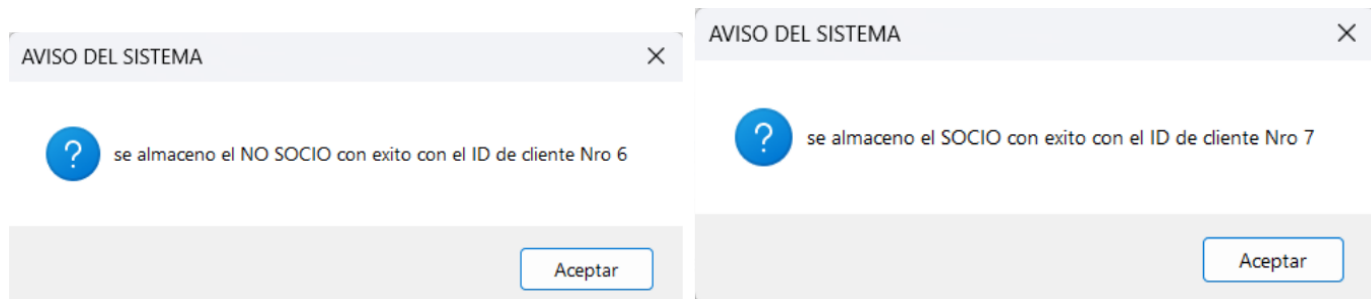 AVISO DEL SISTEMA
se almaceno el NO SOCIO con exito con el ID de cliente Nro 6
Aceptar
AVISO DEL SISTEMA
se almaceno el SOCIO con exito con el ID de cliente Nro 7
Aceptar